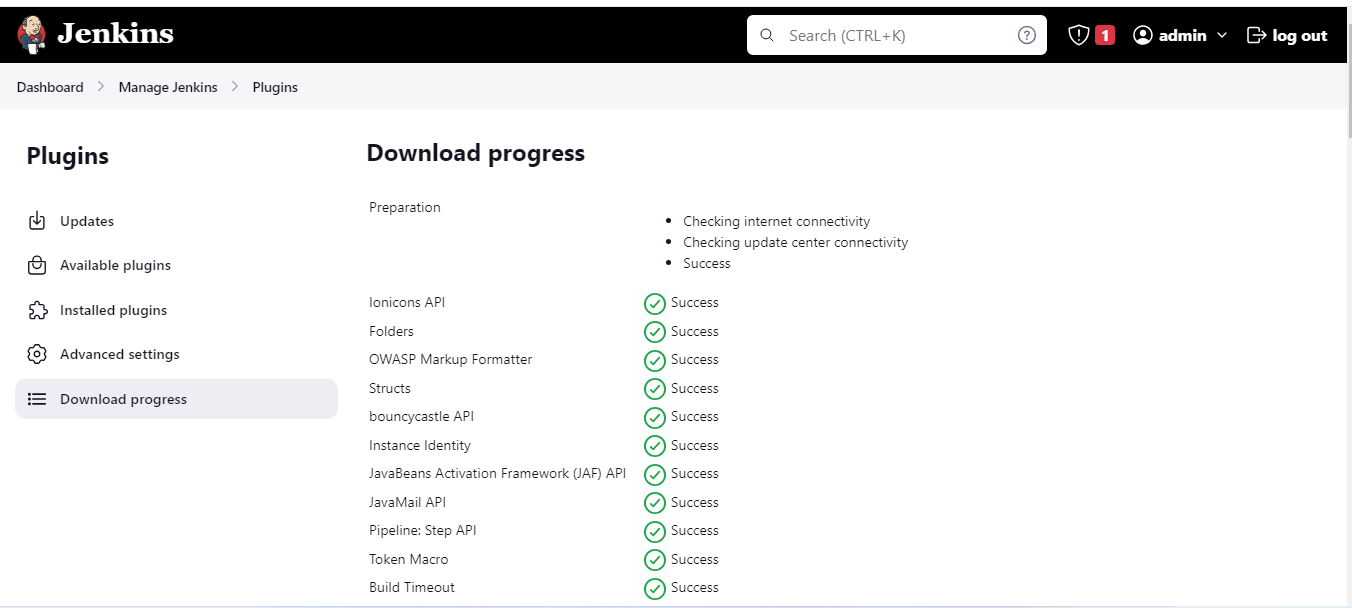 Jenkins
Search (CTRL+K)
1
admin
log out
Dashboard
Manage Jenkins
Plugins
Plugins
Updates
Available plugins
Installed plugins
Advanced settings
Download progress
Download progress
Preparation
Checking internet connectivity
Checking update center connectivity
Success
Ionicons API Success
Folders Success
OWASP Markup Formatter Success
Structs Success
bouncycastle API Success
Instance Identity Success
JavaBeans Activation Framework (JAF) API Success
JavaMail API Success
Pipeline: Step API Success
Token Macro Success
Build Timeout Success